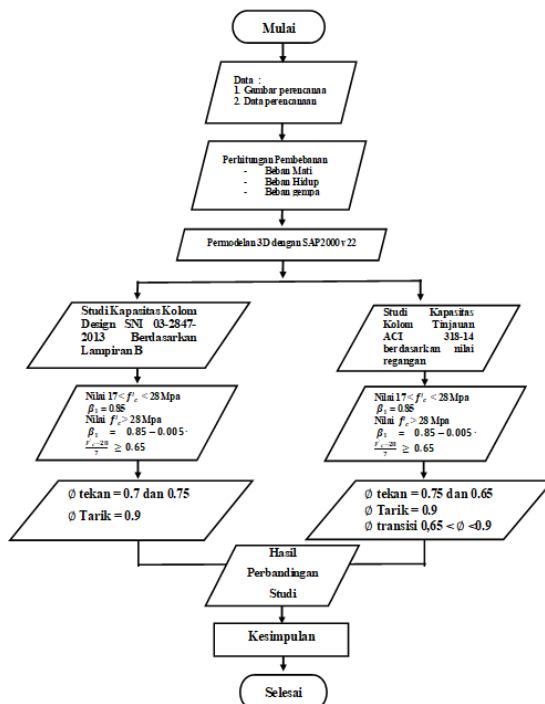 Mulai
Data :
1. Gambar perencanaa
2. Data perencanaan
Perhitungan Pembebanan
- Beban Mati
- Beban Hidup
- Beban gempa
Permodelan 3D dengan SAP2000 v22
Studi Kapasitas Kolom
Design SNI 03-2847-
2013 Berdasarkan
Lampiran B
Studi Kapasitas
Kolom Tinjauan
ACI 318-14
berdasarkan nilai
regangan
Nilai 17 < f'c < 28 Mpa
β1 = 0.85
Nilai f'c > 28 Mpa
β1 = 0.85 – 0.005 ·
f'c–28/7 ≥ 0.65
Nilai 17 < f'c < 28 Mpa
β1 = 0.85
Nilai f'c > 28 Mpa
β1 = 0.85 – 0.005 ·
f'c–28/7 ≥ 0.65
∅ tekan = 0.7 dan 0.75
∅ Tarik = 0.9
∅ tekan = 0.75 dan 0.65
∅ Tarik = 0.9
∅ transisi 0,65 < ∅ <0.9
Hasil
Perbandingan
Studi
Kesimpulan
Selesai